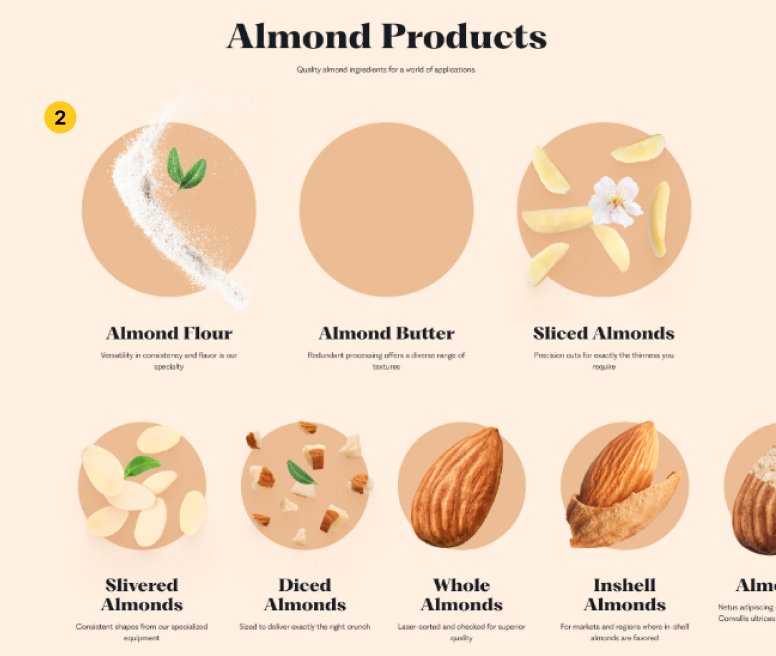 Almond Products
Quality almond ingredients for a world of applications.
2
Almond Flour
Versatility in consistency and flavor is our
specialty
Almond Butter
Redundant processing offers a diverse range of
textures
Sliced Almonds
Precision cuts for exactly the thinness you
require
Slivered
Almonds
Consistent shapes from our specialized
equipment
Diced
Almonds
Sized to deliver exactly the right crunch
Whole
Almonds
Laser-sorted and checked for superior
quality
Inshell
Almonds
For markets and regions where in-shell
almonds are favored
Netus adipiscing
Convallis ultrices